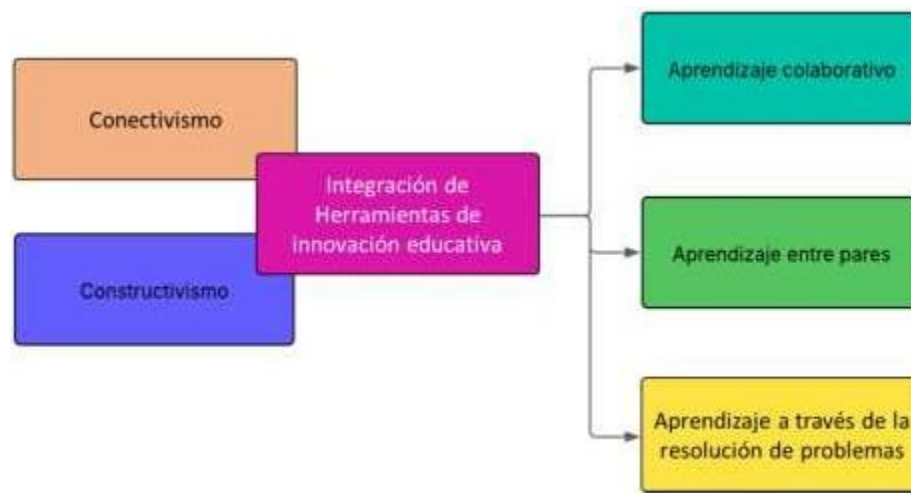 Conectivismo
Constructivismo
Integración de
Herramientas de
innovación educativa
Aprendizaje colaborativo
Aprendizaje entre pares
Aprendizaje a través de la
resolución de problemas